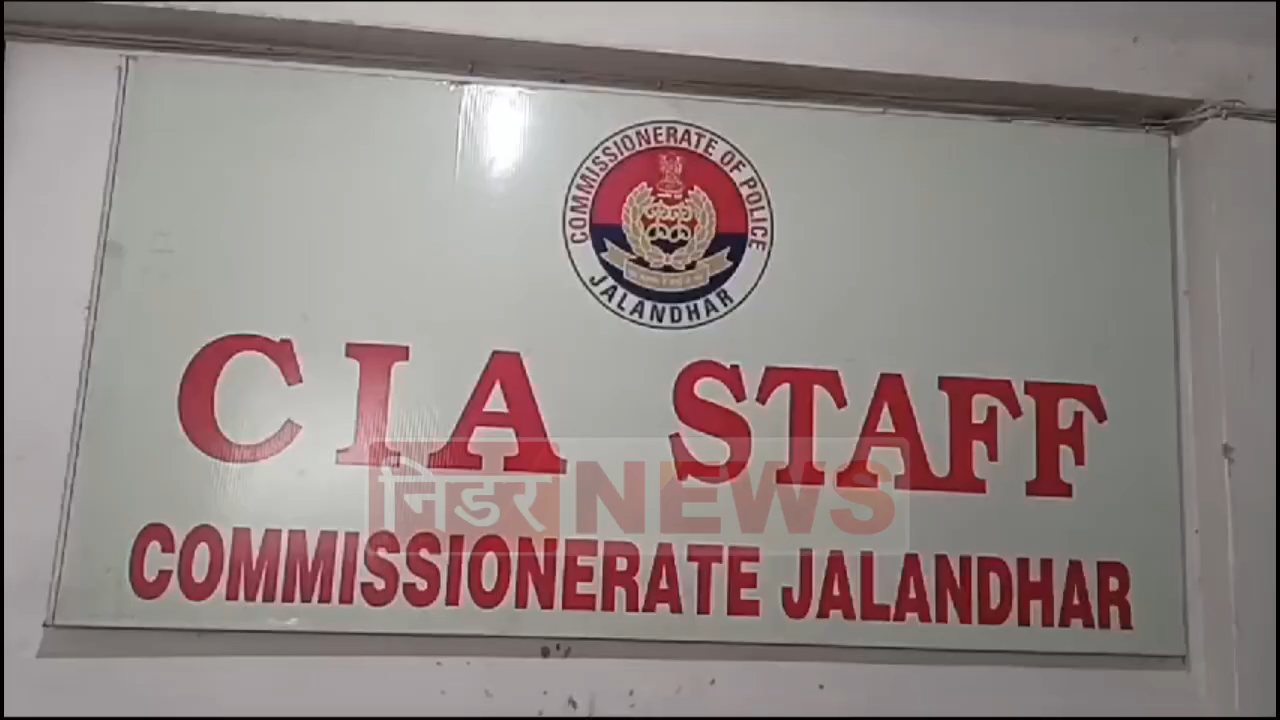 COMMISSIONERATE OF POLICE
JALANDHAR
CIA STAFF
निडर NEWS
COMMISSIONERATE JALANDHAR